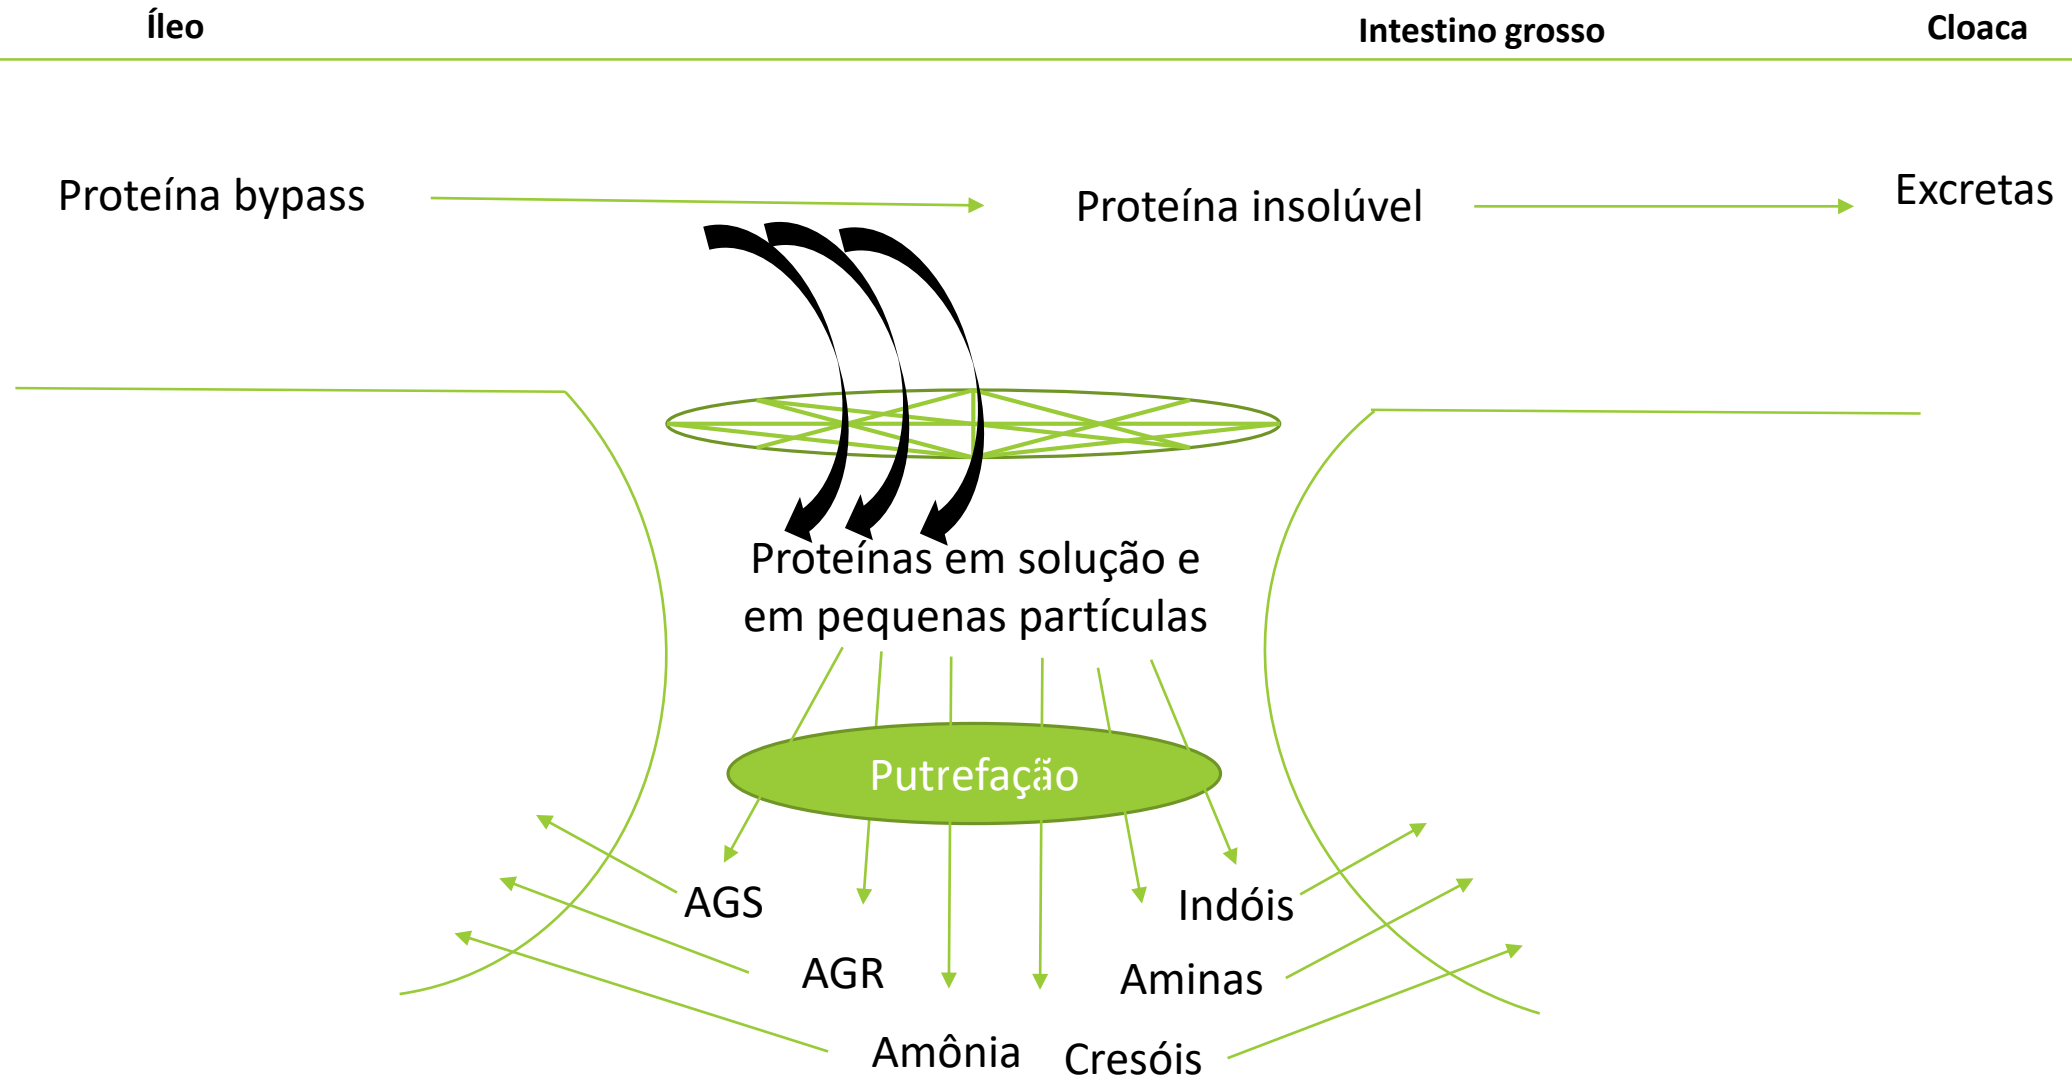 Íleo
Intestino grosso
Cloaca
Proteína bypass
Proteína insolúvel
Excretas
Proteínas em solução e
em pequenas partículas
Putrefação
AGS
Indóis
AGR
Aminas
Amônia
Cresóis